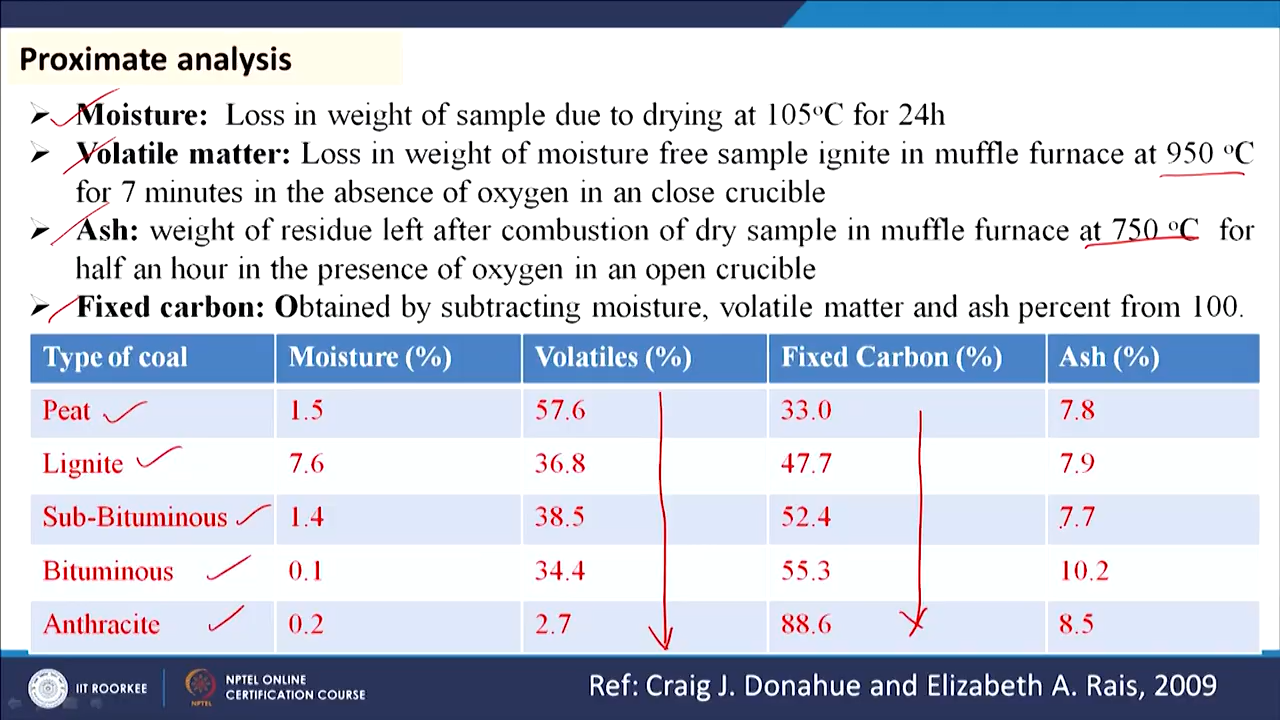 Proximate analysis
➢ Moisture: Loss in weight of sample due to drying at 105°C for 24h
➢ Volatile matter: Loss in weight of moisture free sample ignite in muffle furnace at 950 °C
for 7 minutes in the absence of oxygen in an close crucible
➢ Ash: weight of residue left after combustion of dry sample in muffle furnace at 750 °C for
half an hour in the presence of oxygen in an open crucible
➢ Fixed carbon: Obtained by subtracting moisture, volatile matter and ash percent from 100.
Type of coal Moisture (%) Volatiles (%) Fixed Carbon (%) Ash (%)
Peat 1.5 57.6 33.0 7.8
Lignite 7.6 36.8 47.7 7.9
Sub-Bituminous 1.4 38.5 52.4 7.7
Bituminous 0.1 34.4 55.3 10.2
Anthracite 0.2 2.7 88.6 8.5
IIT ROORKEE
NPTEL
NPTEL ONLINE
CERTIFICATION COURSE
Ref: Craig J. Donahue and Elizabeth A. Rais, 2009